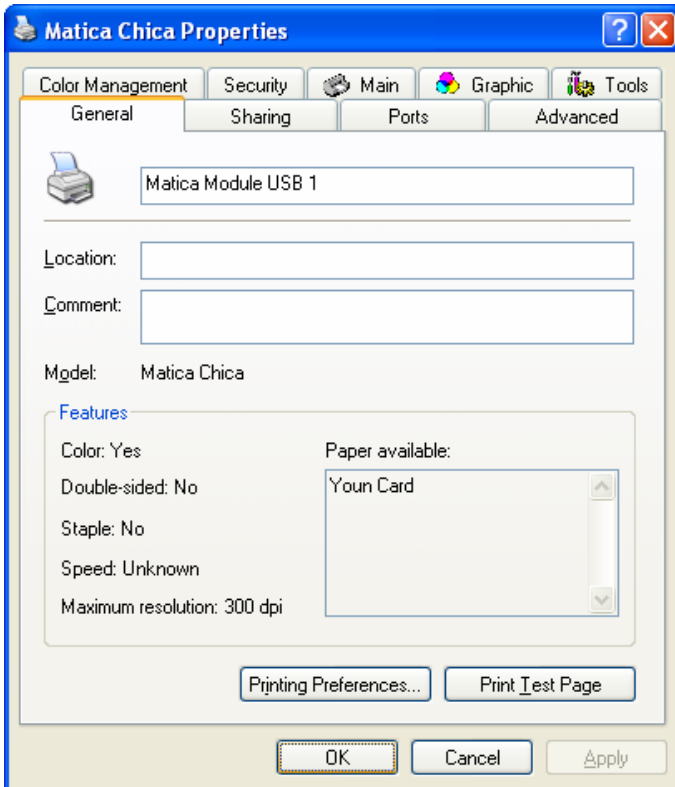 Matica Chica Properties
Color Management Security Main Graphic Tools
General Sharing Ports Advanced
Matica Module USB 1
Location:
Comment:
Model: Matica Chica
Features
Color: Yes
Double-sided: No
Staple: No
Speed: Unknown
Maximum resolution: 300 dpi
Paper available:
Youn Card
Printing Preferences... Print Test Page
OK Cancel Apply